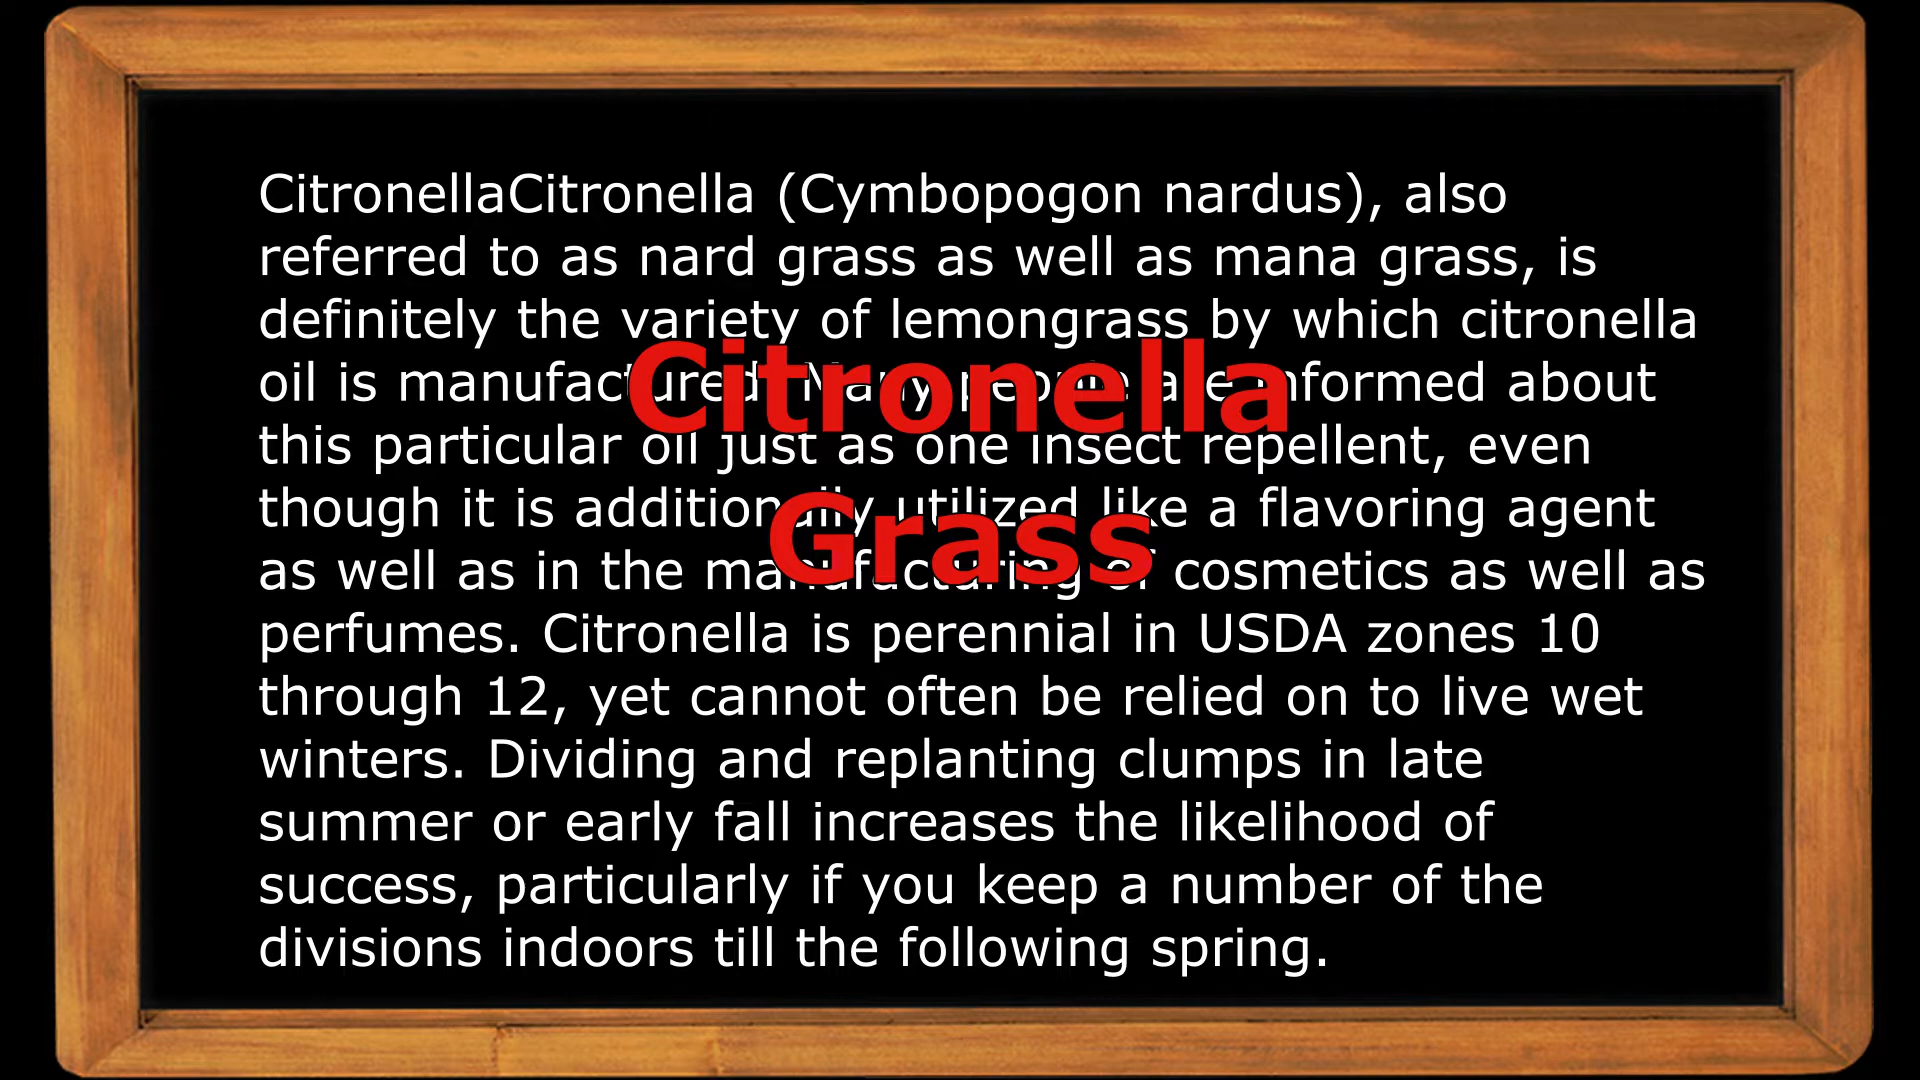 CitronellaCitronella (Cymbopogon nardus), also
referred to as nard grass as well as mana grass, is
definitely the variety of lemongrass by which citronella
oil is manufactured. Many people are informed about
this particular oil just as one insect repellent, even
though it is additionally utilized like a flavoring agent
as well as in the manufacturing of cosmetics as well as
perfumes. Citronella is perennial in USDA zones 10
through 12, yet cannot often be relied on to live wet
winters. Dividing and replanting clumps in late
summer or early fall increases the likelihood of
success, particularly if you keep a number of the
divisions indoors till the following spring.
Citronella
Grass